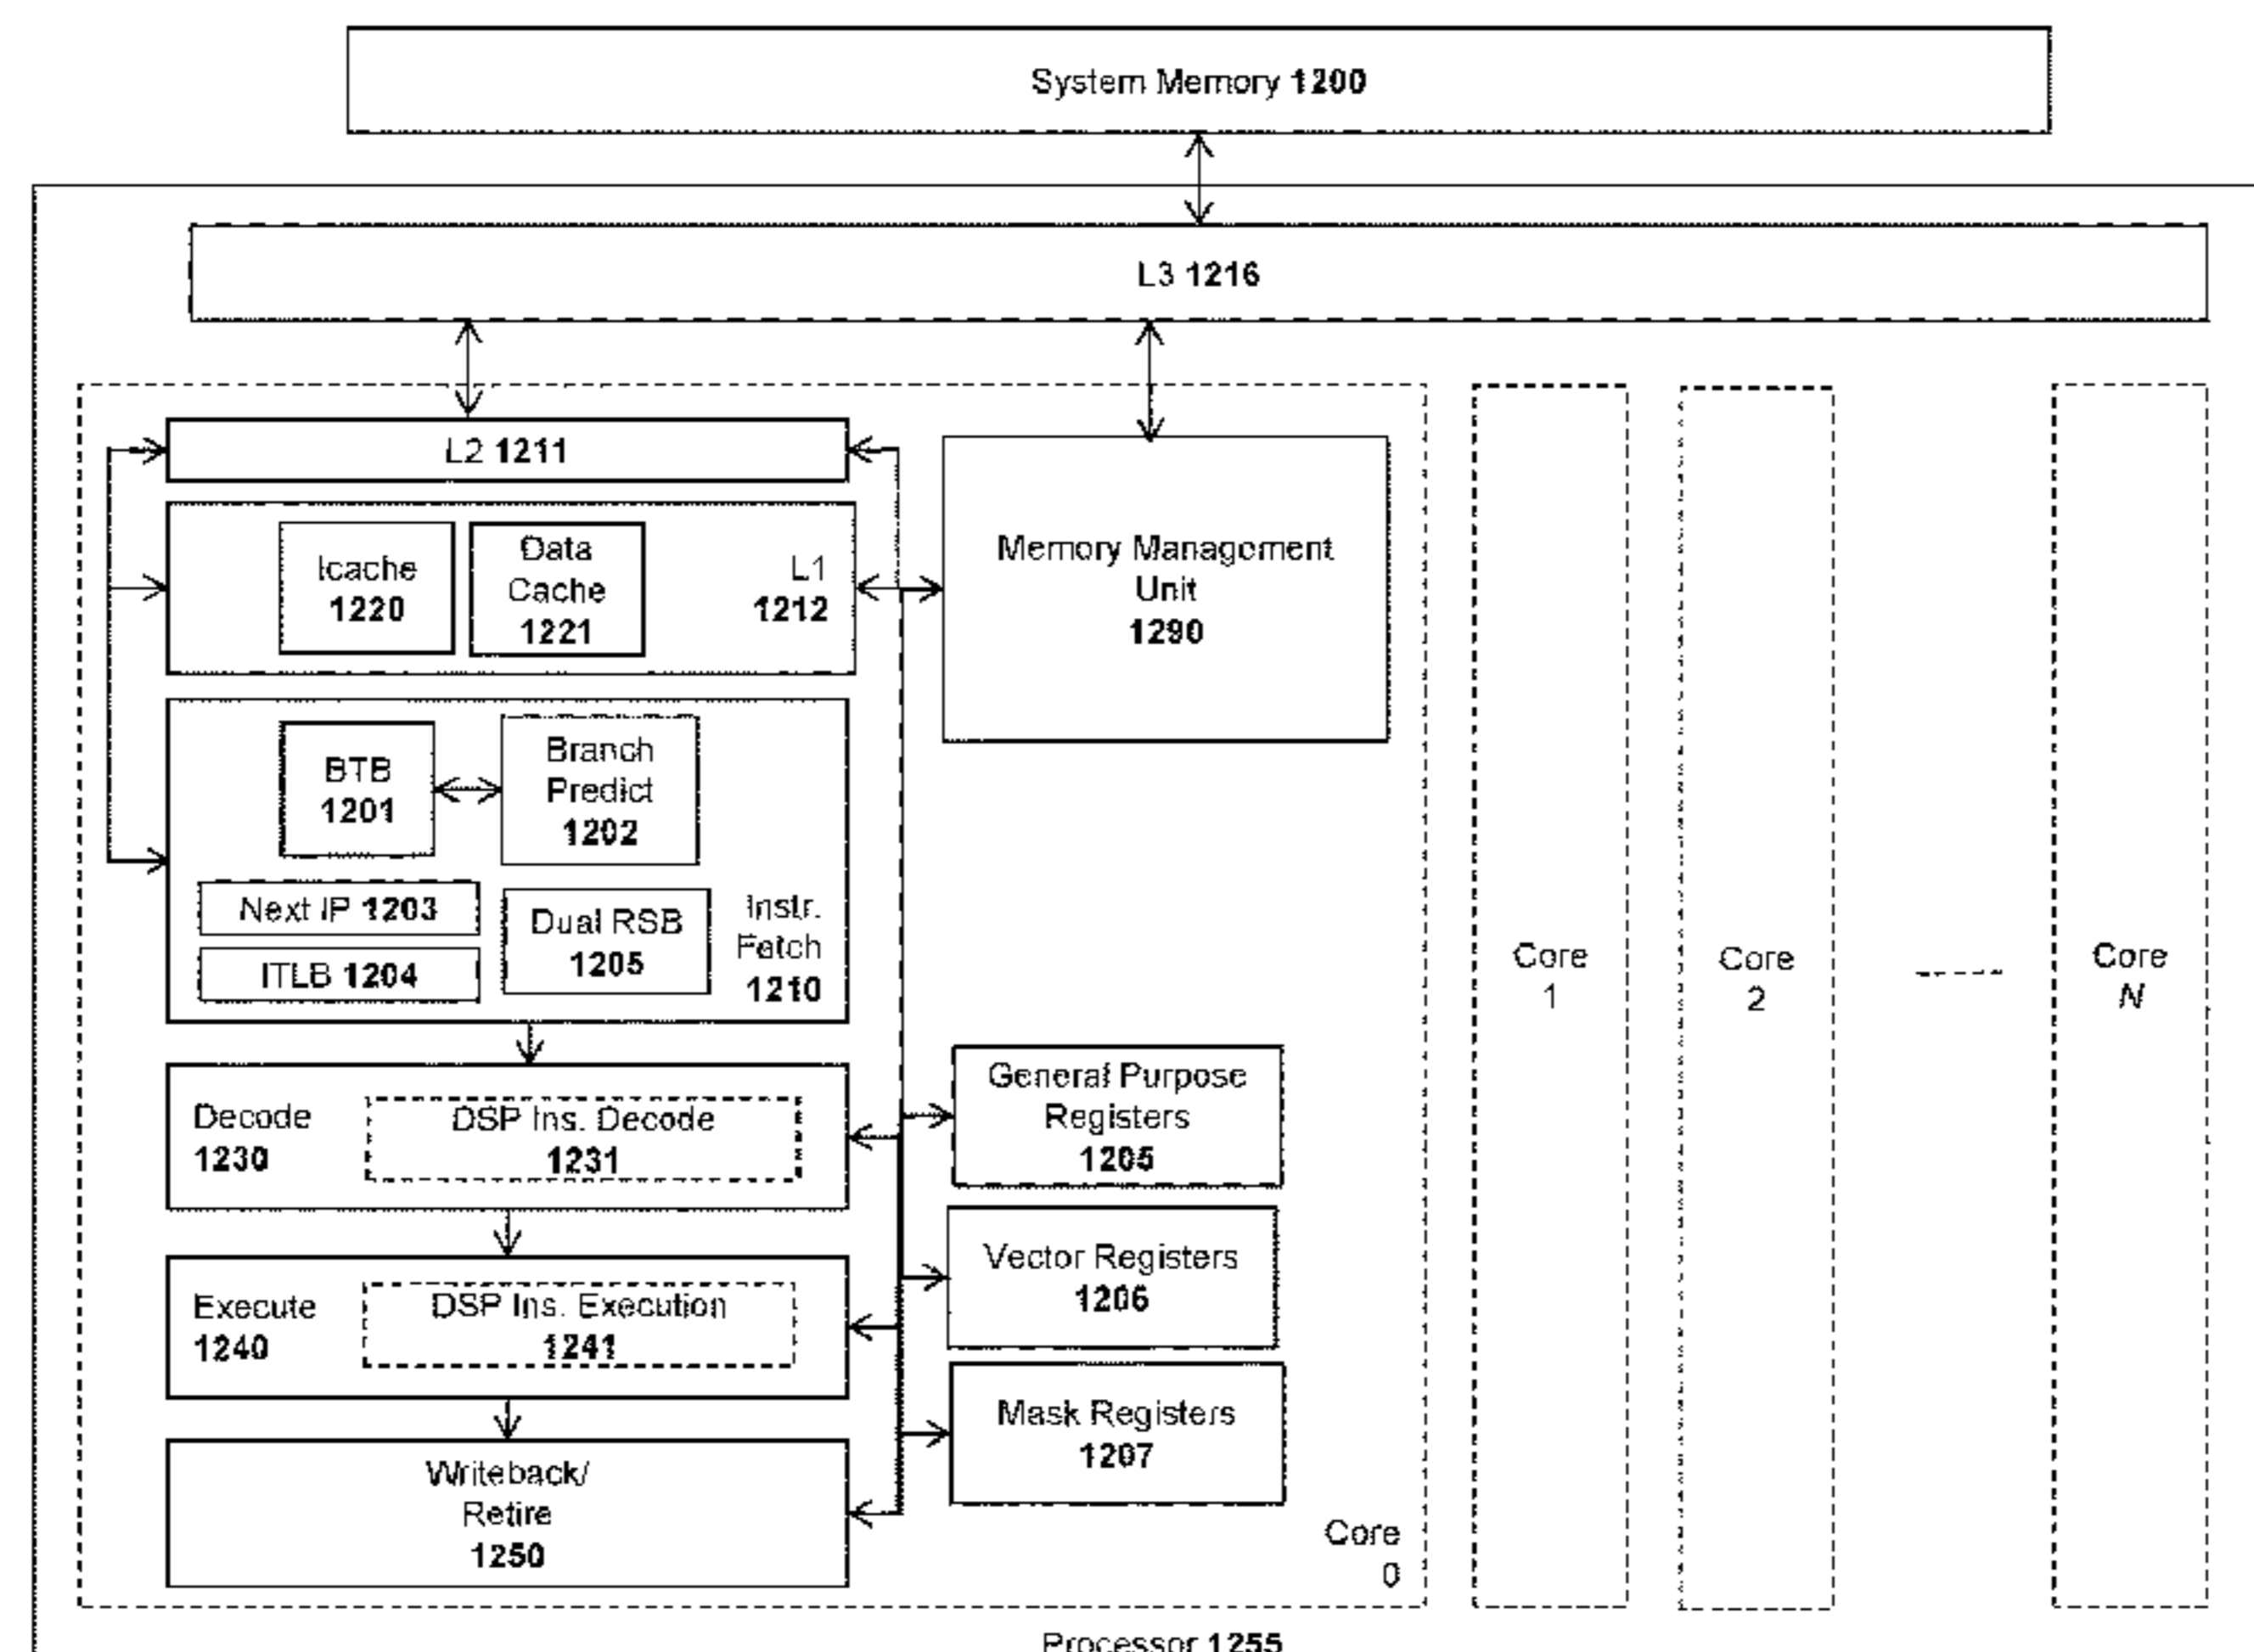 System Memory 1200
L3 1216
L2 1211
Icache
1220
Data
Cache
1221
L1
1212
Memory Management
Unit
1290
BTB
1201
Branch
Predict
1202
Next IP 1203
ITLB 1204
Dual RSB
1205
Instr.
Fetch
1210
Decode
1230
DSP Ins. Decode
1231
General Purpose
Registers
1205
Execute
1240
DSP Ins. Execution
1241
Vector Registers
1206
Mask Registers
1207
Writeback/
Retire
1250
Core
0
Core
1
Core
2
Core
N
Processor 1255